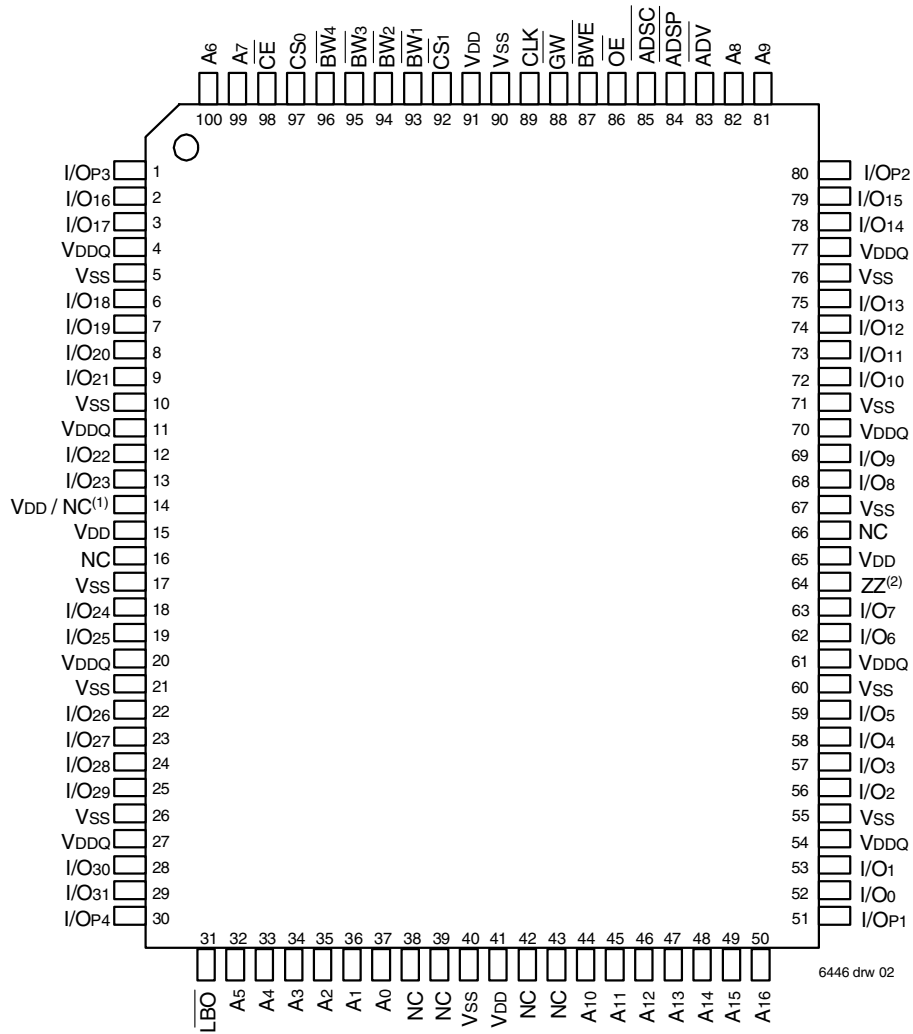 A6 A7 CE CS0 BW4 BW3 BW2 BW1 CS1 VDD VSS CLK GW BWE OE ADSC ADSP ADV A8 A9
100 99 98 97 96 95 94 93 92 91 90 89 88 87 86 85 84 83 82 81
I/OP3 1 80 I/OP2
I/O16 2 79 I/O15
I/O17 3 78 I/O14
VDDQ 4 77 VDDQ
VSS 5 76 VSS
I/O18 6 75 I/O13
I/O19 7 74 I/O12
I/O20 8 73 I/O11
I/O21 9 72 I/O10
VSS 10 71 VSS
VDDQ 11 70 VDDQ
I/O22 12 69 I/O9
I/O23 13 68 I/O8
VDD / NC(1) 14 67 VSS
VDD 15 66 NC
NC 16 65 VDD
VSS 17 64 ZZ(2)
I/O24 18 63 I/O7
I/O25 19 62 I/O6
VDDQ 20 61 VDDQ
VSS 21 60 VSS
I/O26 22 59 I/O5
I/O27 23 58 I/O4
I/O28 24 57 I/O3
I/O29 25 56 I/O2
VSS 26 55 VSS
VDDQ 27 54 VDDQ
I/O30 28 53 I/O1
I/O31 29 52 I/O0
I/OP4 30 51 I/OP1
31 32 33 34 35 36 37 38 39 40 41 42 43 44 45 46 47 48 49 50
LBO A5 A4 A3 A2 A1 A0 NC NC VSS VDD NC NC A10 A11 A12 A13 A14 A15 A16
6446 drw 02